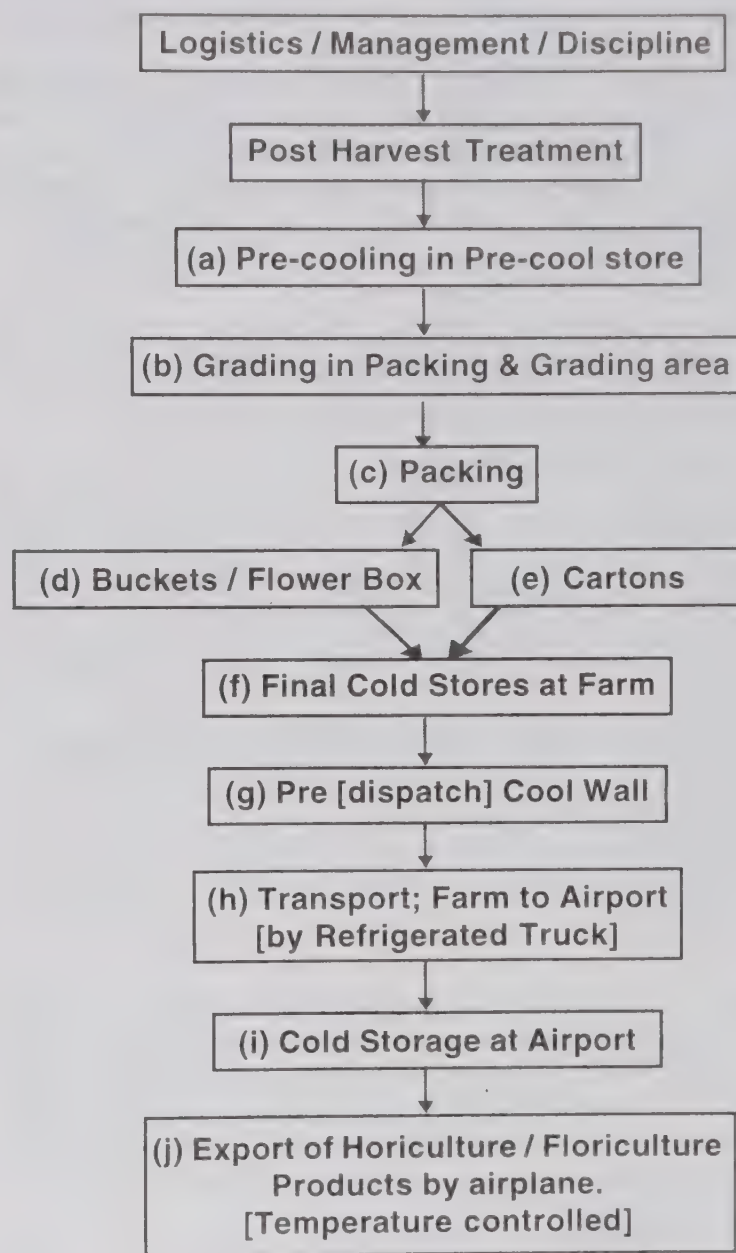 Logistics / Management / Discipline
Post Harvest Treatment
(a) Pre-cooling in Pre-cool store
(b) Grading in Packing & Grading area
(c) Packing
(d) Buckets / Flower Box
(e) Cartons
(f) Final Cold Stores at Farm
(g) Pre [dispatch] Cool Wall
(h) Transport; Farm to Airport
[by Refrigerated Truck]
(i) Cold Storage at Airport
(j) Export of Horiculture / Floriculture
Products by airplane.
[Temperature controlled]